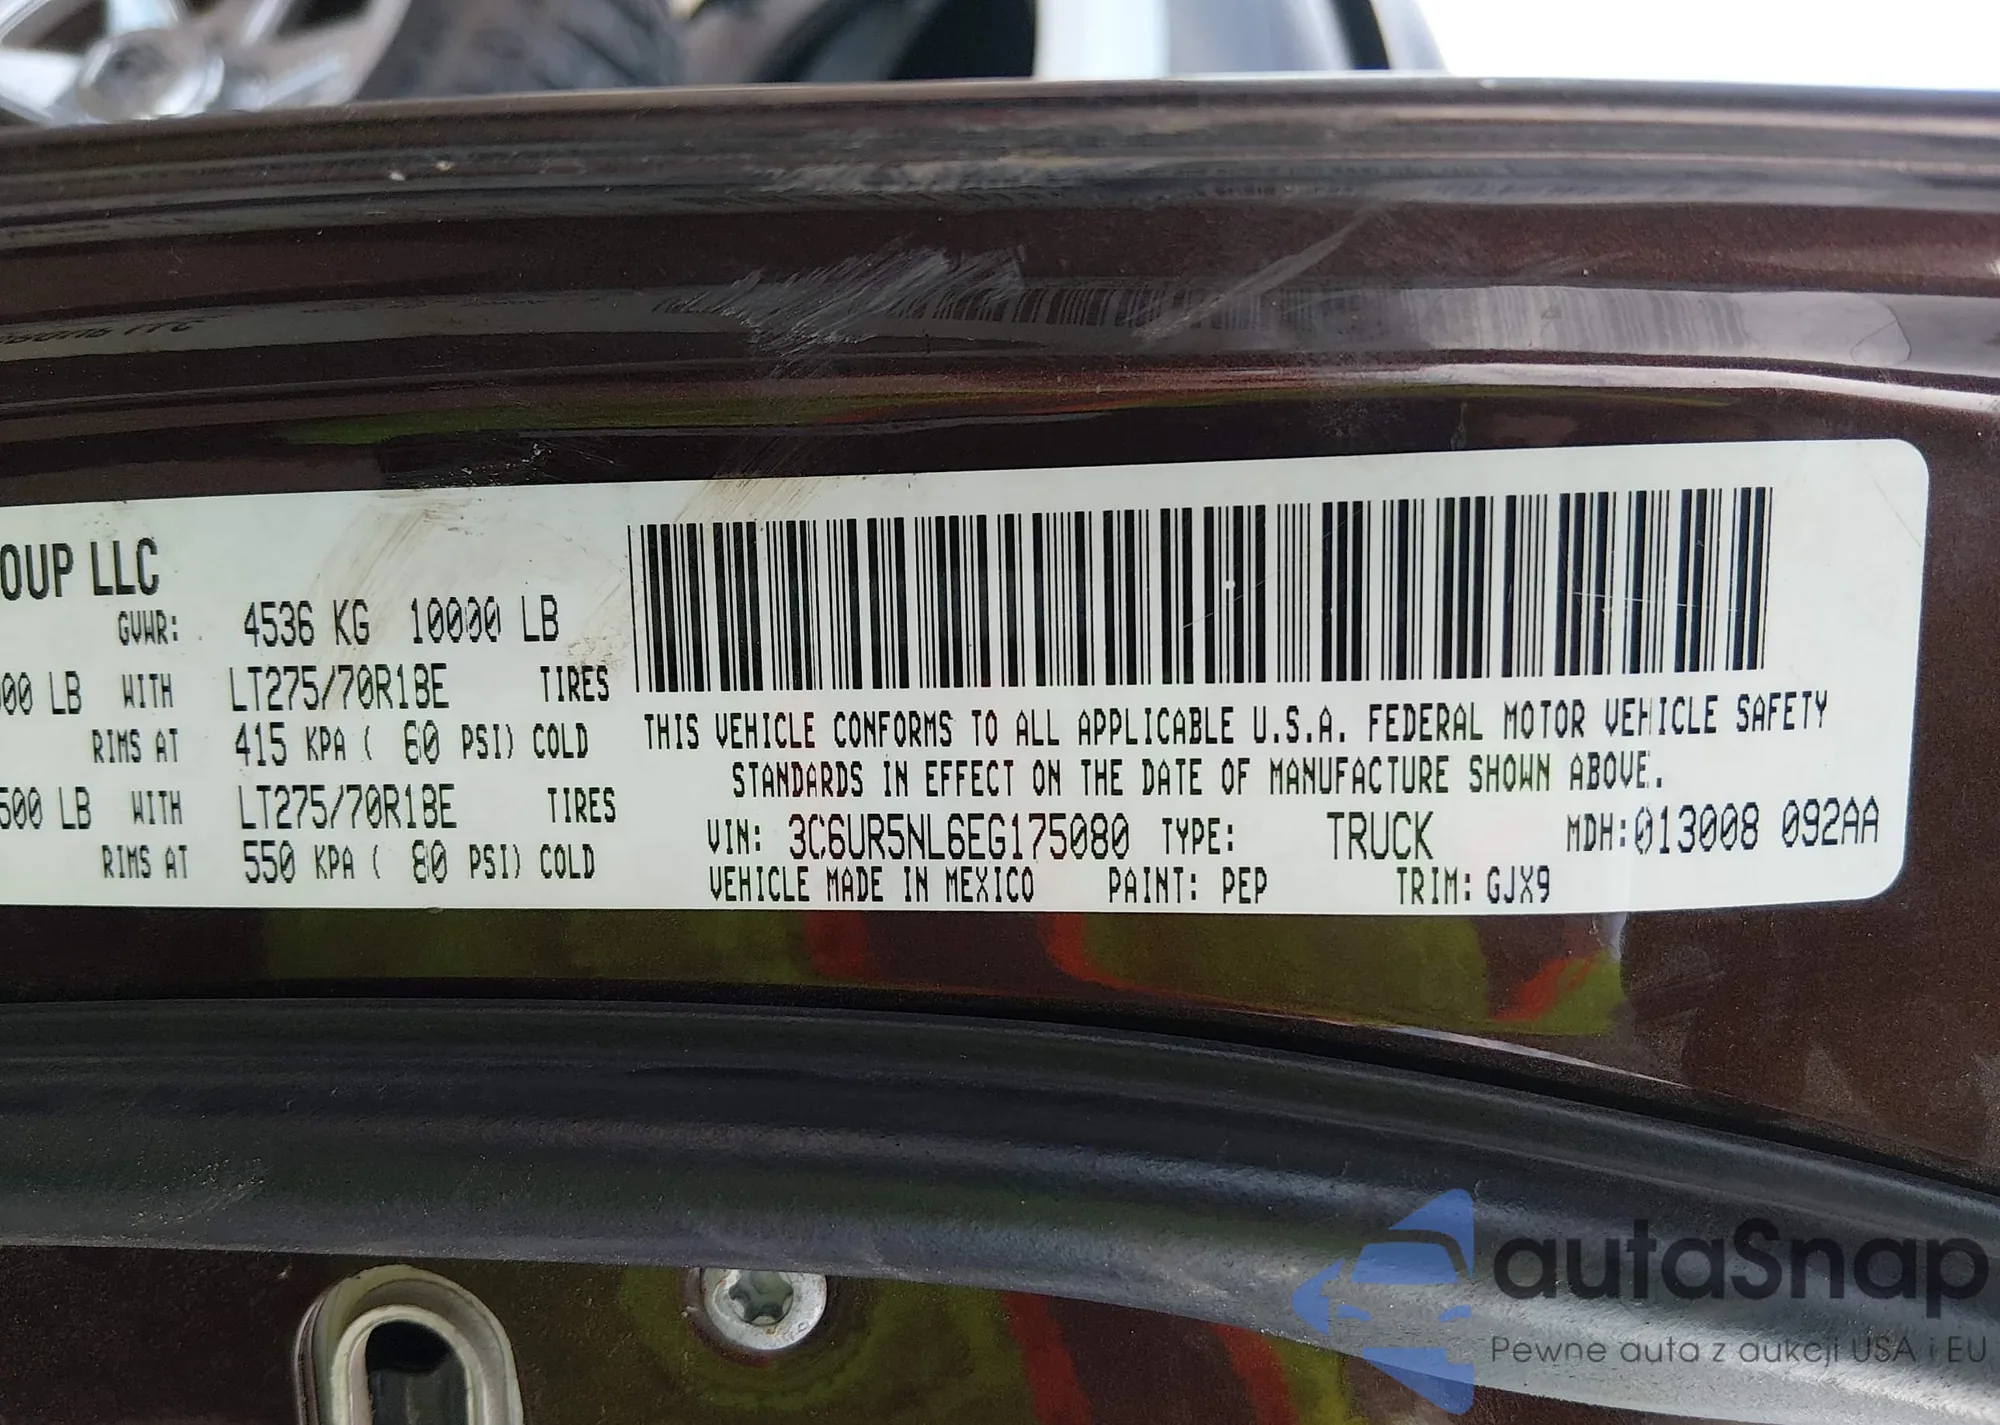 OUP LLC
GVWR: 4536 KG 10000 LB
00 LB WITH LT275/70R18E TIRES
RIMS AT 415 KPA ( 60 PSI) COLD
500 LB WITH LT275/70R18E TIRES
RIMS AT 550 KPA ( 80 PSI) COLD
THIS VEHICLE CONFORMS TO ALL APPLICABLE U.S.A. FEDERAL MOTOR VEHICLE SAFETY
STANDARDS IN EFFECT ON THE DATE OF MANUFACTURE SHOWN ABOVE.
VIN: 3C6UR5NL6EG175080 TYPE: TRUCK MDH:013008 092AA
VEHICLE MADE IN MEXICO PAINT: PEP TRIM: GJX9
autaSnap
Pewne auta z aukcji USA i EU